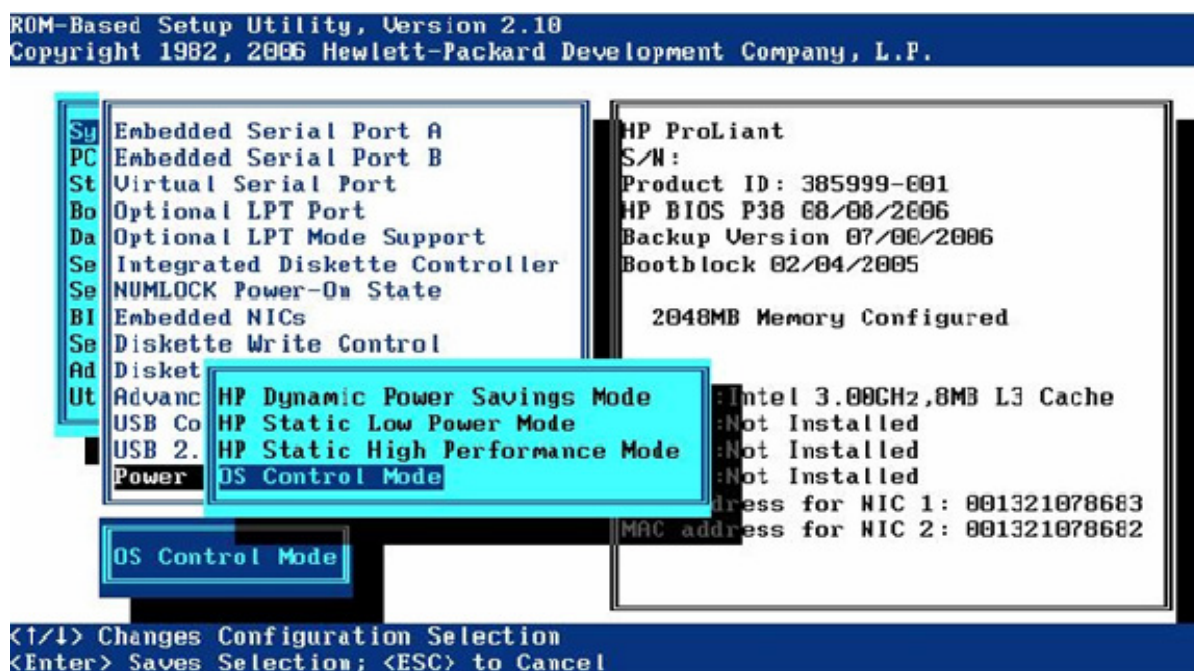 ROM-Based Setup Utility, Version 2.10
Copyright 1982, 2006 Hewlett-Packard Development Company, L.P.
Sy
PC
St
Bo
Da
Se
Se
BI
Se
Ad
Ut
Embedded Serial Port A
Embedded Serial Port B
Virtual Serial Port
Optional LPT Port
Optional LPT Mode Support
Integrated Diskette Controller
NUMLOCK Power-On State
Embedded NICs
Diskette Write Control
Disket
Advanc
USB Co
USB 2.
Power
HP Dynamic Power Savings Mode
HP Static Low Power Mode
HP Static High Performance Mode
OS Control Mode
OS Control Mode
HP ProLiant
S/N:
Product ID: 385999-001
HP BIOS P38 08/08/2006
Backup Version 07/00/2006
Bootblock 02/04/2005
2048MB Memory Configured
:Intel 3.00GHz,8MB L3 Cache
:Not Installed
:Not Installed
:Not Installed
dress for NIC 1: 001321078683
MAC address for NIC 2: 001321078682
<↑/↓> Changes Configuration Selection
<Enter> Saves Selection; <ESC> to Cancel